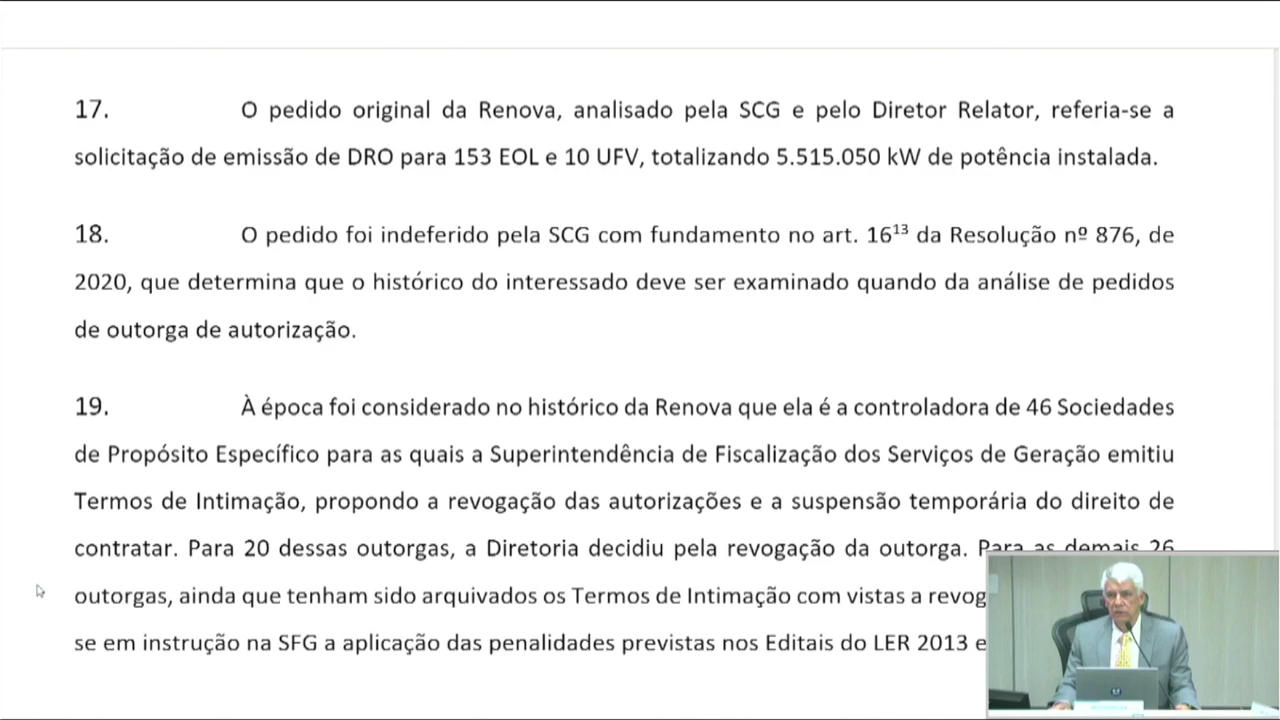 17. O pedido original da Renova, analisado pela SCG e pelo Diretor Relator, referia-se a
solicitação de emissão de DRO para 153 EOL e 10 UFV, totalizando 5.515.050 kW de potência instalada.
18. O pedido foi indeferido pela SCG com fundamento no art. 16¹³ da Resolução nº 876, de
2020, que determina que o histórico do interessado deve ser examinado quando da análise de pedidos
de outorga de autorização.
19. À época foi considerado no histórico da Renova que ela é a controladora de 46 Sociedades
de Propósito Específico para as quais a Superintendência de Fiscalização dos Serviços de Geração emitiu
Termos de Intimação, propondo a revogação das autorizações e a suspensão temporária do direito de
contratar. Para 20 dessas outorgas, a Diretoria decidiu pela revogação da outorga. Para as demais 26
outorgas, ainda que tenham sido arquivados os Termos de Intimação com vistas a revog
se em instrução na SFG a aplicação das penalidades previstas nos Editais do LER 2013 e